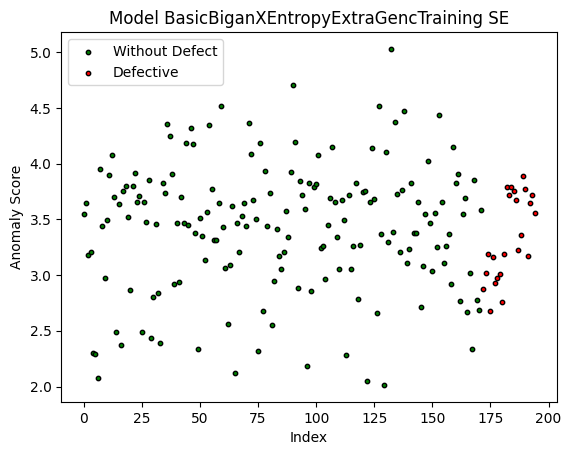 Model BasicBiganXEntropyExtraGencTraining SE
Without Defect
Defective
Anomaly Score
5.0
4.5
4.0
3.5
3.0
2.5
2.0
0 25 50 75 100 125 150 175 200
Index